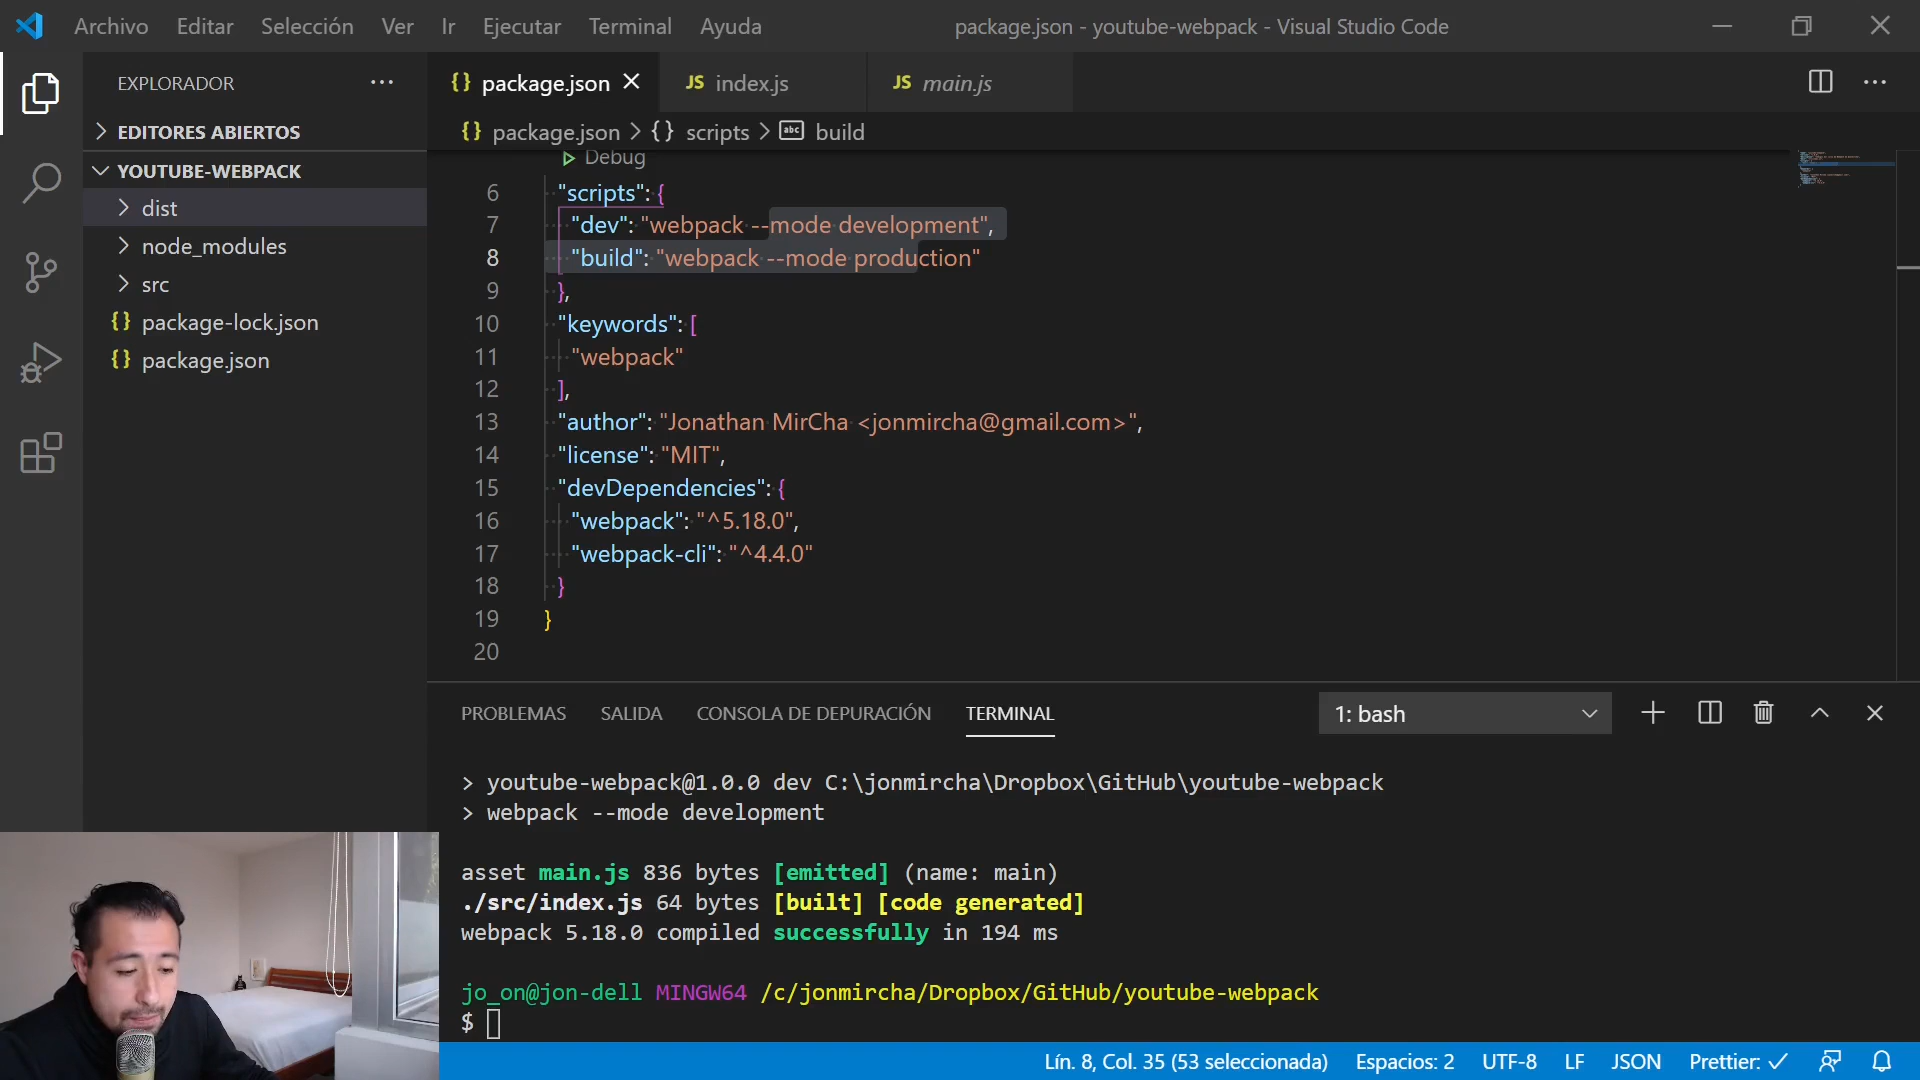 Archivo Editar Selección Ver Ir Ejecutar Terminal Ayuda package.json - youtube-webpack - Visual Studio Code
EXPLORADOR
EDITORES ABIERTOS
YOUTUBE-WEBPACK
dist
node_modules
src
{} package-lock.json
{} package.json
{} package.json JS index.js JS main.js
{} package.json > {} scripts > abc build
Debug
6 "scripts": {
7 "dev": "webpack --mode development",
8 "build": "webpack --mode production"
9 },
10 "keywords": [
11 "webpack"
12 ],
13 "author": "Jonathan MirCha <jonmircha@gmail.com>",
14 "license": "MIT",
15 "devDependencies": {
16 "webpack": "^5.18.0",
17 "webpack-cli": "^4.4.0"
18 }
19 }
20
PROBLEMAS SALIDA CONSOLA DE DEPURACIÓN TERMINAL 1: bash
> youtube-webpack@1.0.0 dev C:\jonmircha\Dropbox\GitHub\youtube-webpack
> webpack --mode development
asset main.js 836 bytes [emitted] (name: main)
./src/index.js 64 bytes [built] [code generated]
webpack 5.18.0 compiled successfully in 194 ms
jo_on@jon-dell MINGW64 /c/jonmircha/Dropbox/GitHub/youtube-webpack
$
Lín. 8, Col. 35 (53 seleccionada) Espacios: 2 UTF-8 LF JSON Prettier: ✓